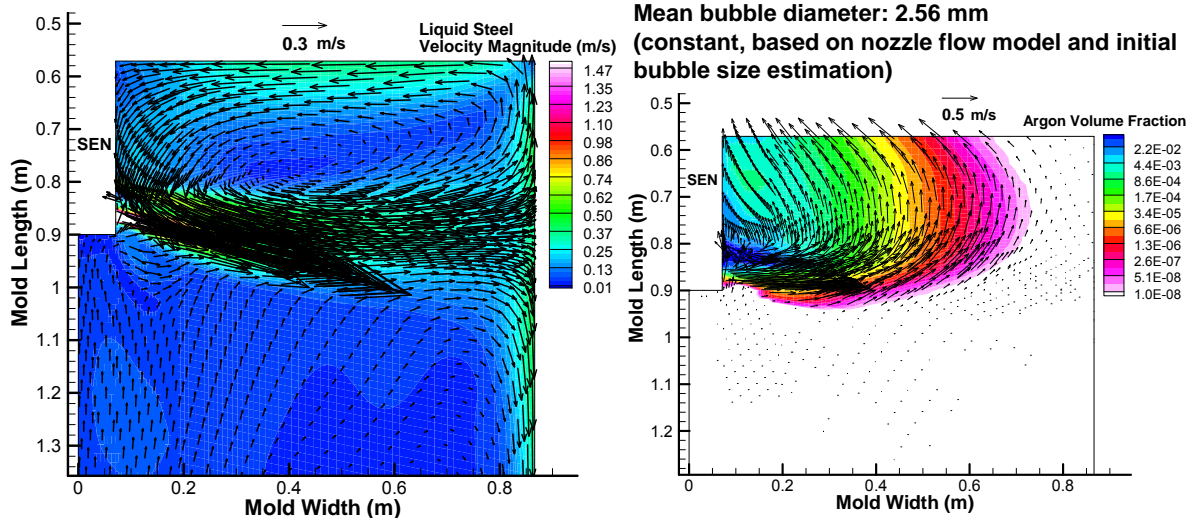 0.3 m/s
Liquid Steel
Velocity Magnitude (m/s)
1.47
1.35
1.23
1.10
0.98
0.86
0.74
0.62
0.50
0.37
0.25
0.13
0.01
SEN
0.5
0.6
0.7
0.8
0.9
1
1.1
1.2
1.3
Mold Length (m)
0
0.2
0.4
0.6
0.8
Mold Width (m)
Mean bubble diameter: 2.56 mm
(constant, based on nozzle flow model and initial
bubble size estimation)
0.5 m/s
Argon Volume Fraction
2.2E-02
4.4E-03
8.6E-04
1.7E-04
3.4E-05
6.6E-06
1.3E-06
2.6E-07
5.1E-08
1.0E-08
SEN
0.5
0.6
0.7
0.8
0.9
1
1.1
1.2
Mold Length (m)
0
0.2
0.4
0.6
0.8
Mold Width (m)